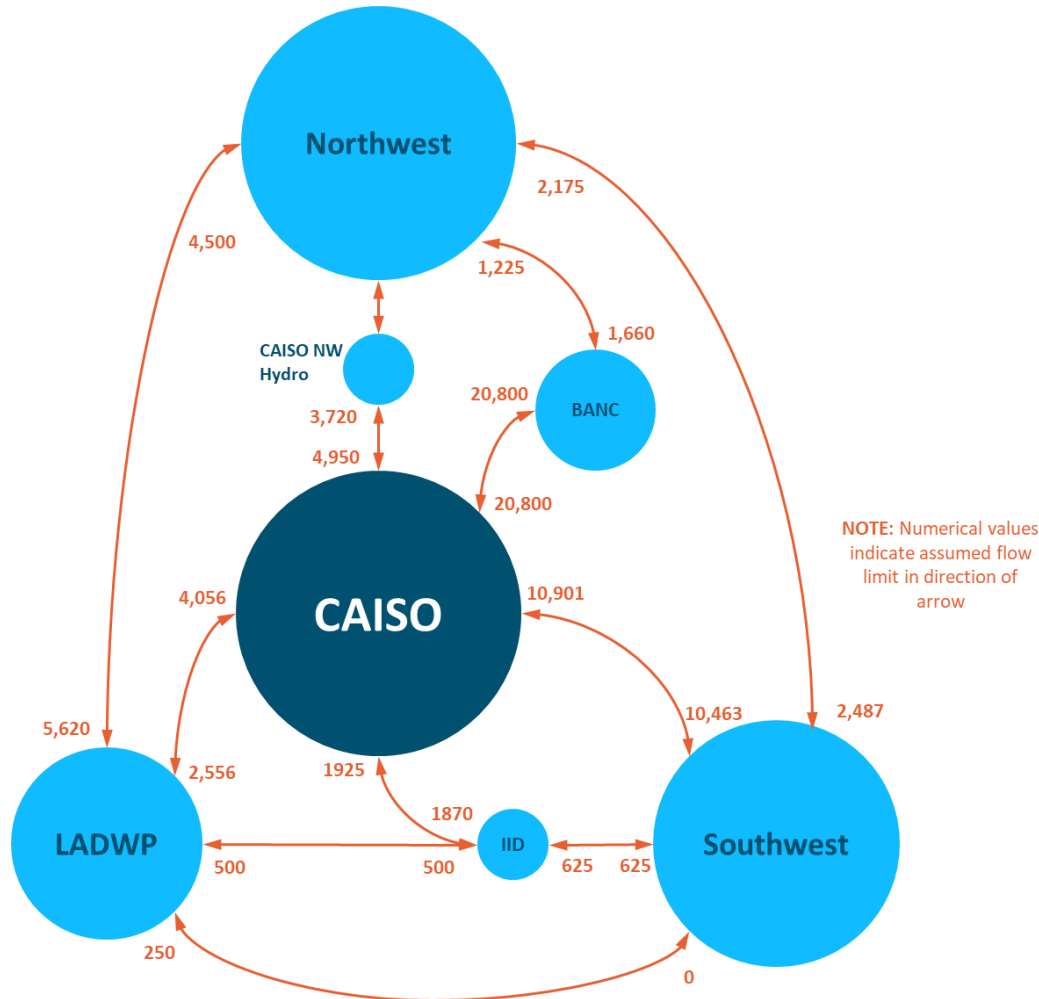 Northwest
2,175
4,500
1,225
1,660
CAISO NW
Hydro
20,800
BANC
3,720
4,950
20,800
NOTE: Numerical values
indicate assumed flow
limit in direction of
arrow
4,056
CAISO
10,901
5,620
10,463
2,487
2,556
1925
1870
LADWP
IID
Southwest
500
500
625
625
250
0